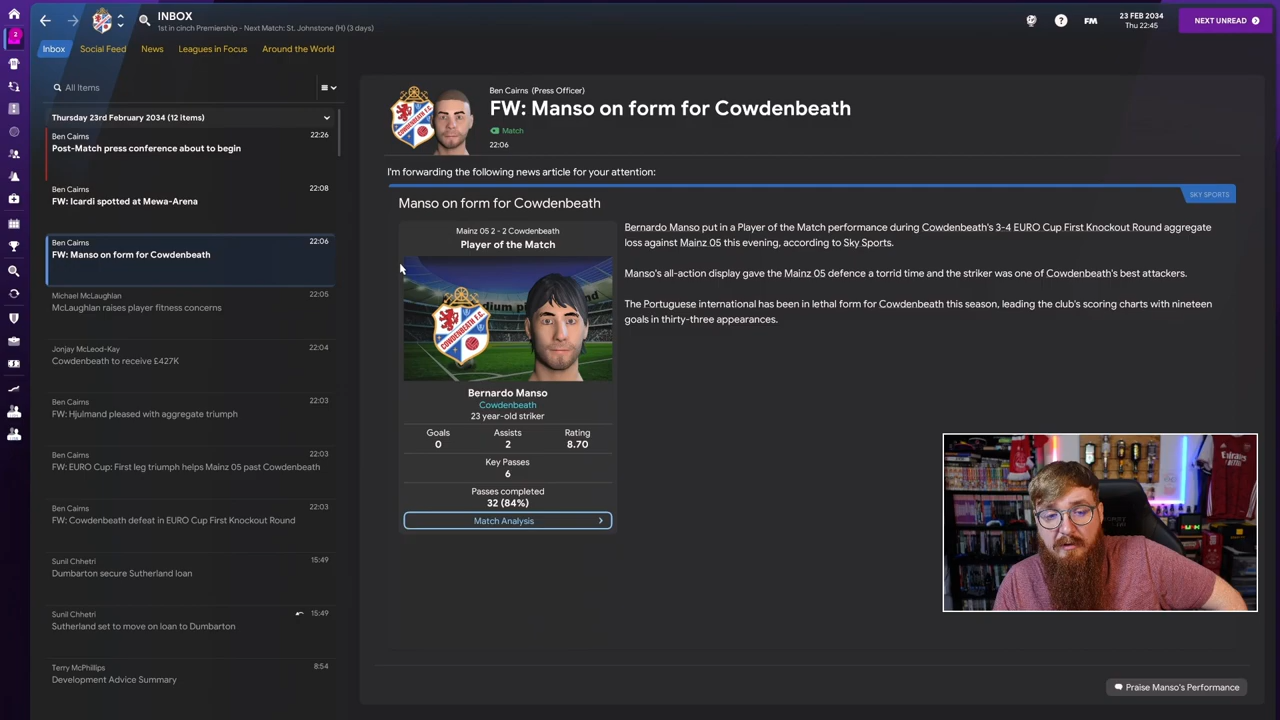 INBOX
1st in cinch Premiership - Next Match: St. Johnstone (H) (3 days)
FM
23 FEB 2034
Thu 22:45
NEXT UNREAD
2
Inbox
Social Feed
News
Leagues in Focus
Around the World
All Items
Thursday 23rd February 2034 (12 items)
Ben Cairns
22:26
Post-Match press conference about to begin
Ben Cairns
22:08
FW: Icardi spotted at Mewa-Arena
Ben Cairns
22:06
FW: Manso on form for Cowdenbeath
Michael McLaughlan
22:05
McLaughlan raises player fitness concerns
Jonjay McLeod-Kay
22:04
Cowdenbeath to receive £427K
Ben Cairns
22:03
FW: Hjulmand pleased with aggregate triumph
Ben Cairns
22:03
FW: EURO Cup: First leg triumph helps Mainz 05 past Cowdenbeath
Ben Cairns
22:03
FW: Cowdenbeath defeat in EURO Cup First Knockout Round
Sunil Chhetri
15:49
Dumbarton secure Sutherland loan
Sunil Chhetri
15:49
Sutherland set to move on loan to Dumbarton
Terry McPhillips
8:54
Development Advice Summary
Ben Cairns (Press Officer)
FW: Manso on form for Cowdenbeath
Match
22:06
I'm forwarding the following news article for your attention:
SKY SPORTS
Manso on form for Cowdenbeath
Mainz 05 2 - 2 Cowdenbeath
Player of the Match
Bernardo Manso
Cowdenbeath
23 year-old striker
Goals Assists Rating
0 2 8.70
Key Passes
6
Passes completed
32 (84%)
Match Analysis
Bernardo Manso put in a Player of the Match performance during Cowdenbeath's 3-4 EURO Cup First Knockout Round aggregate
loss against Mainz 05 this evening, according to Sky Sports.
Manso's all-action display gave the Mainz 05 defence a torrid time and the striker was one of Cowdenbeath's best attackers.
The Portuguese international has been in lethal form for Cowdenbeath this season, leading the club's scoring charts with nineteen
goals in thirty-three appearances.
Praise Manso's Performance